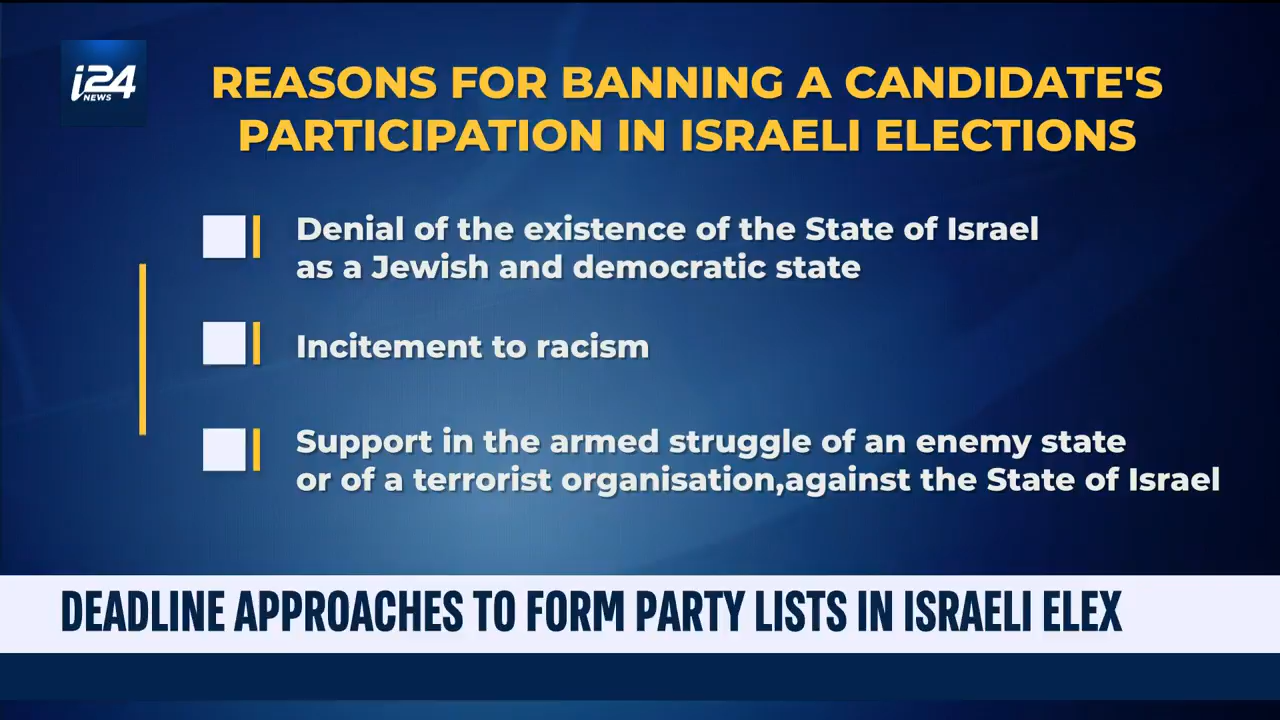 i24
NEWS
REASONS FOR BANNING A CANDIDATE'S
PARTICIPATION IN ISRAELI ELECTIONS
Denial of the existence of the State of Israel
as a Jewish and democratic state
Incitement to racism
Support in the armed struggle of an enemy state
or of a terrorist organisation,against the State of Israel
DEADLINE APPROACHES TO FORM PARTY LISTS IN ISRAELI ELEX